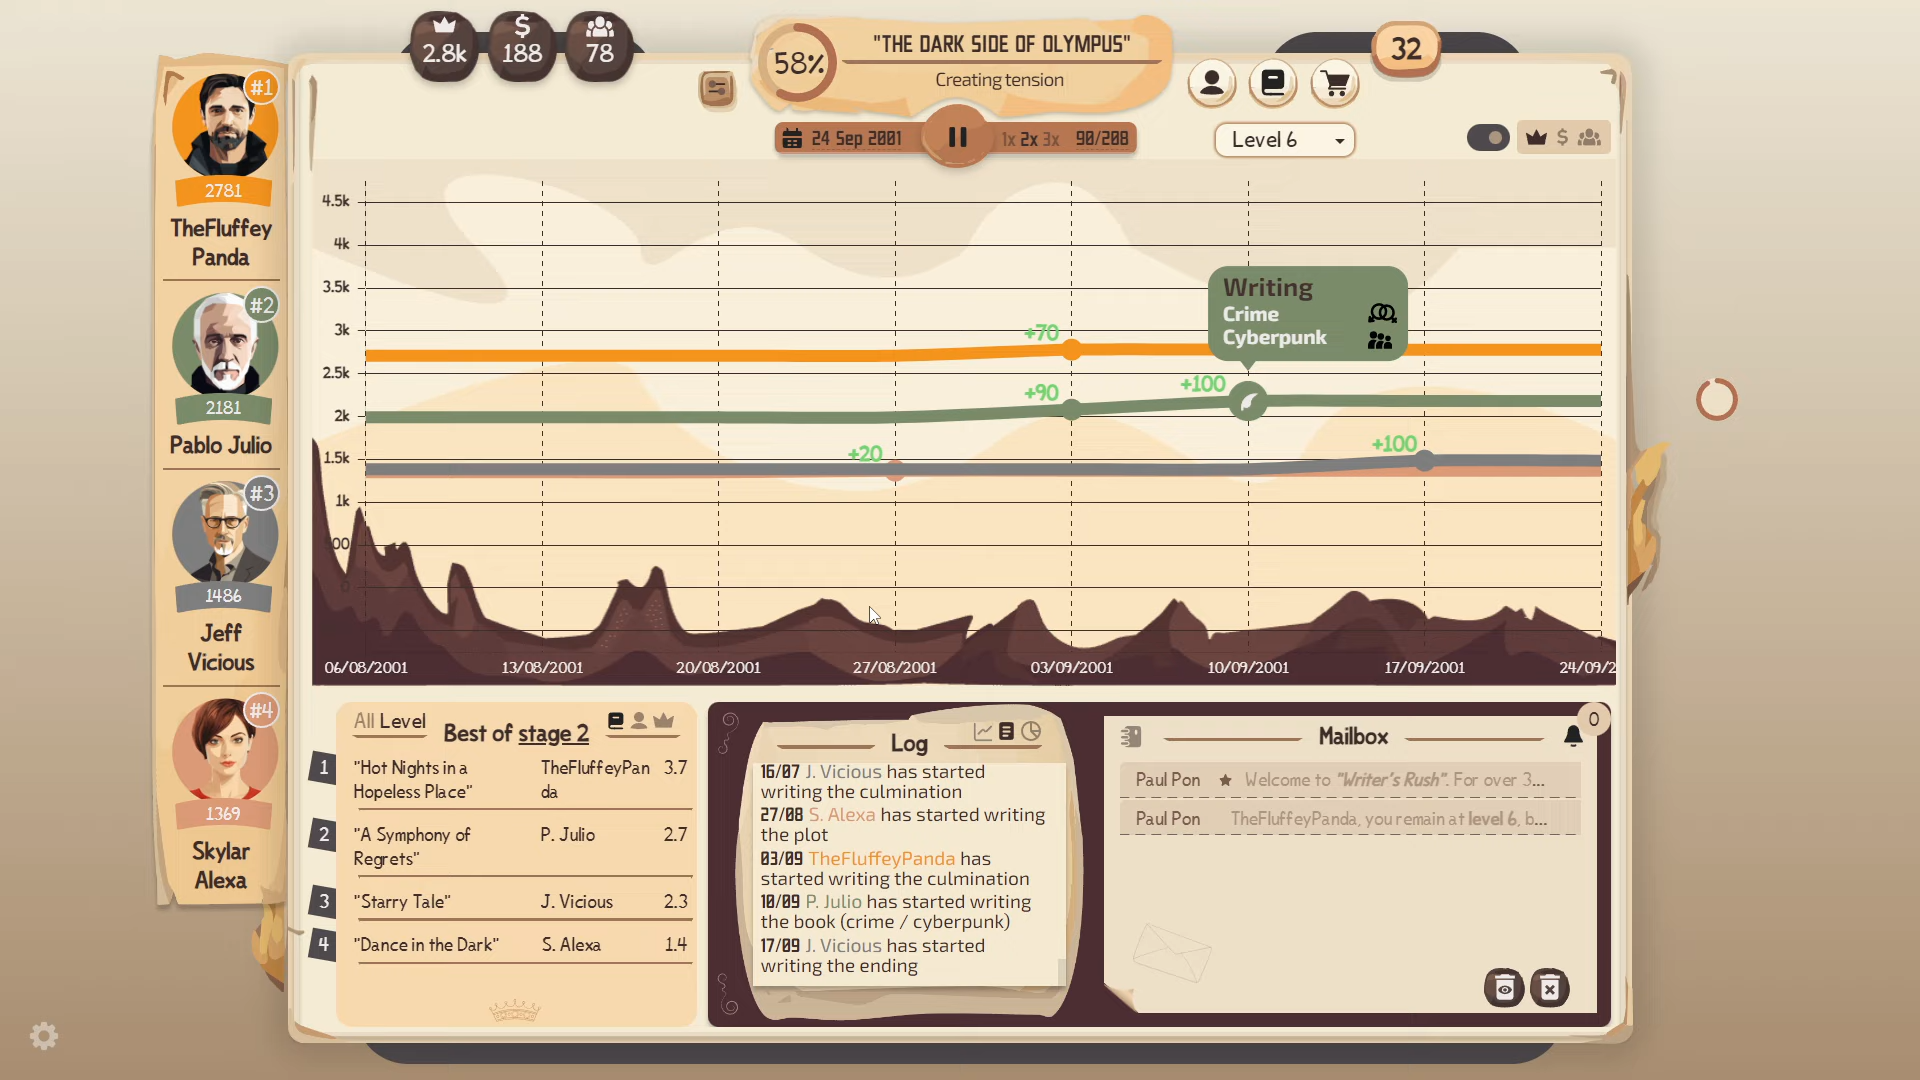 2.8k
188
78
58%
"THE DARK SIDE OF OLYMPUS"
Creating tension
32
24 Sep 2001
1x 2x 3x
90/208
Level 6
$
#1
2781
TheFluffey
Panda
#2
2181
Pablo Julio
#3
1486
Jeff
Vicious
#4
1369
Skylar
Alexa
4.5k
4k
3.5k
3k
2.5k
2k
1.5k
1k
500
0
+70
+90
+100
+20
+100
Writing
Crime
Cyberpunk
06/08/2001
13/08/2001
20/08/2001
27/08/2001
03/09/2001
10/09/2001
17/09/2001
24/09/2
All Level
Best of stage 2
1
"Hot Nights in a
Hopeless Place"
TheFluffeyPan
da
3.7
2
"A Symphony of
Regrets"
P. Julio
2.7
3
"Starry Tale"
J. Vicious
2.3
4
"Dance in the Dark"
S. Alexa
1.4
Log
16/07 J. Vicious has started
writing the culmination
27/08 S. Alexa has started writing
the plot
03/09 TheFluffeyPanda has
started writing the culmination
10/09 P. Julio has started writing
the book (crime / cyberpunk)
17/09 J. Vicious has started
writing the ending
Mailbox
0
Paul Pon
Welcome to "Writer's Rush". For over 3...
Paul Pon
TheFluffeyPanda, you remain at level 6, b...